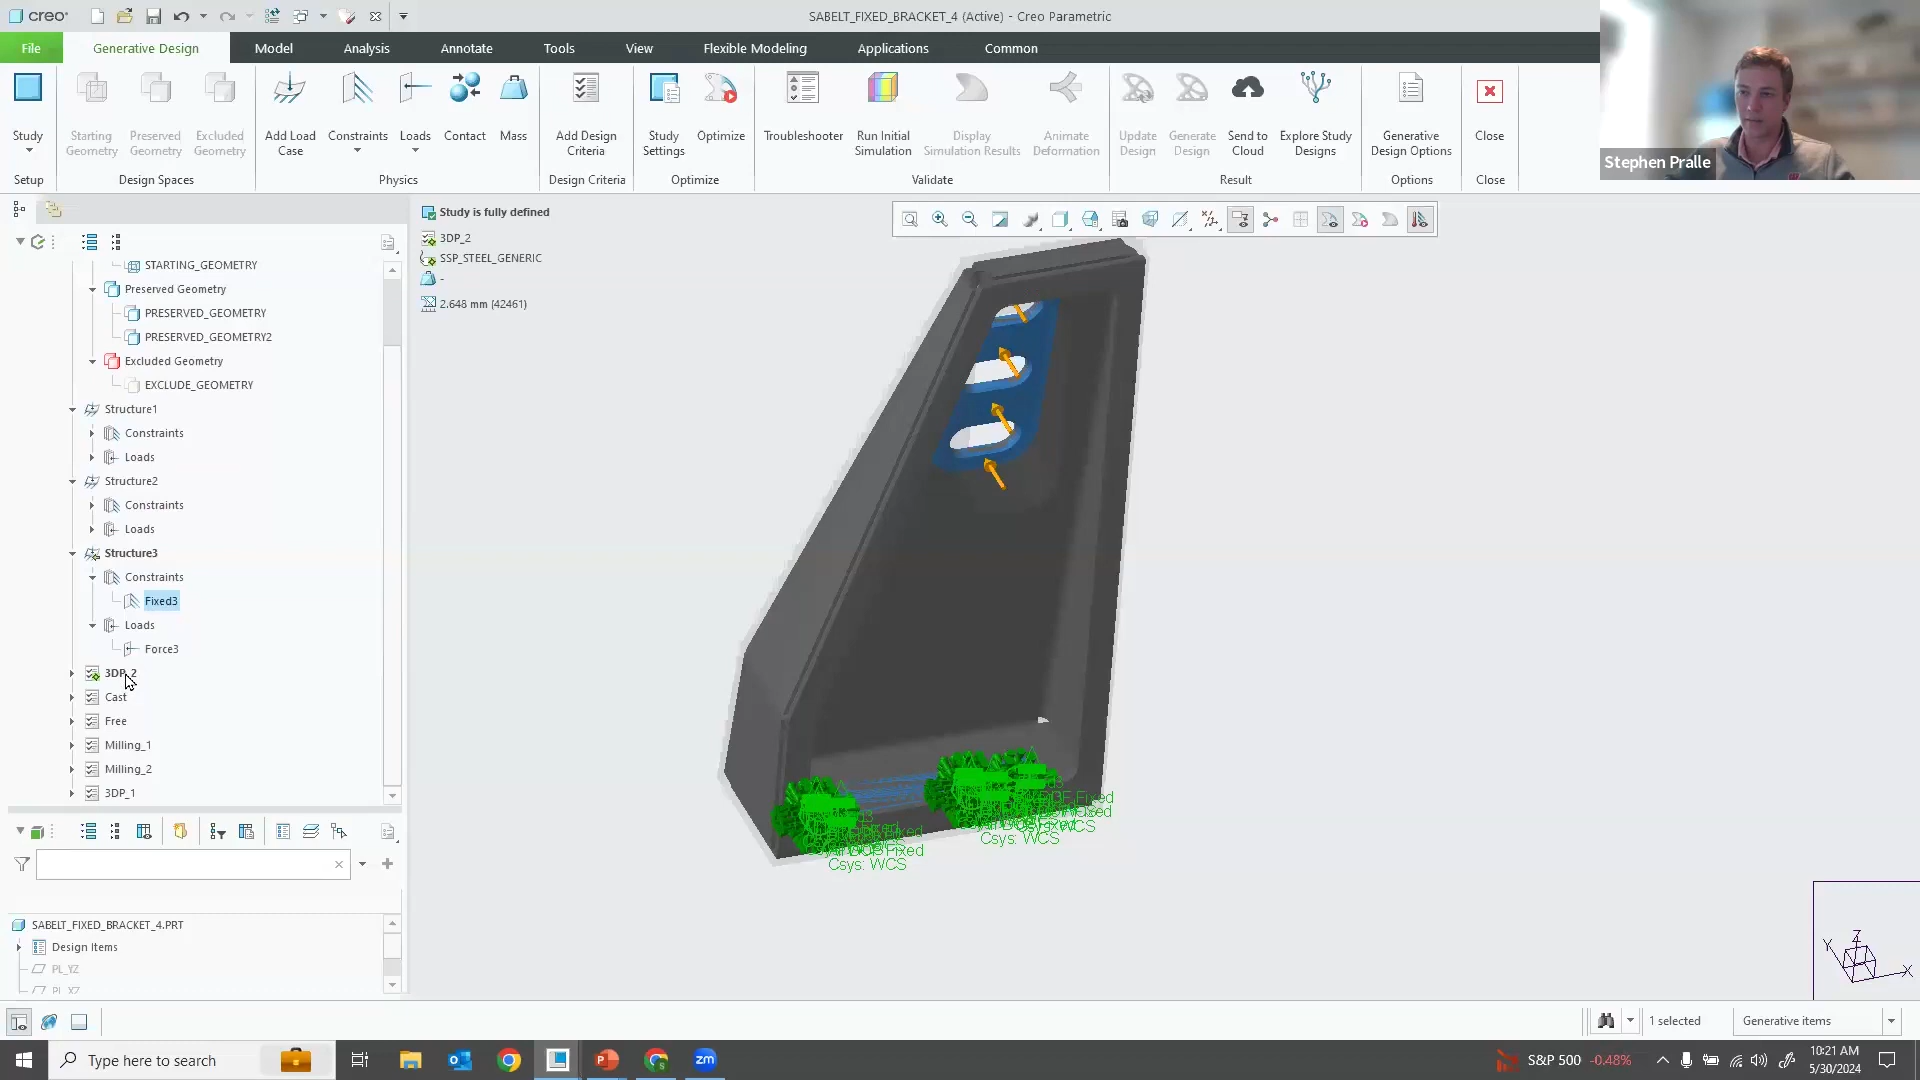 creo
SABELT_FIXED_BRACKET_4 (Active) - Creo Parametric
File
Generative Design
Model
Analysis
Annotate
Tools
View
Flexible Modeling
Applications
Common
Study
Starting Geometry
Preserved Geometry
Excluded Geometry
Add Load Case
Constraints
Loads
Contact
Mass
Add Design Criteria
Study Settings
Optimize
Troubleshooter
Run Initial Simulation
Display Simulation Results
Animate Deformation
Update Design
Generate Design
Send to Cloud
Explore Study Designs
Generative Design Options
Close
Setup
Design Spaces
Physics
Design Criteria
Optimize
Validate
Result
Options
Close
Stephen Pralle
STARTING_GEOMETRY
Preserved Geometry
PRESERVED_GEOMETRY
PRESERVED_GEOMETRY2
Excluded Geometry
EXCLUDE_GEOMETRY
Structure1
Constraints
Loads
Structure2
Constraints
Loads
Structure3
Constraints
Fixed3
Loads
Force3
3DP_2
Cast
Free
Milling_1
Milling_2
3DP_1
SABELT_FIXED_BRACKET_4.PRT
Design Items
PL_YZ
PL_XZ
Study is fully defined
3DP_2
SSP_STEEL_GENERIC
-
2.648 mm (42461)
Fixed
Csys: WCS
Fixed
Csys: WCS
Z
Y
X
1 selected
Generative items
Type here to search
S&P 500 -0.48%
10:21 AM
5/30/2024